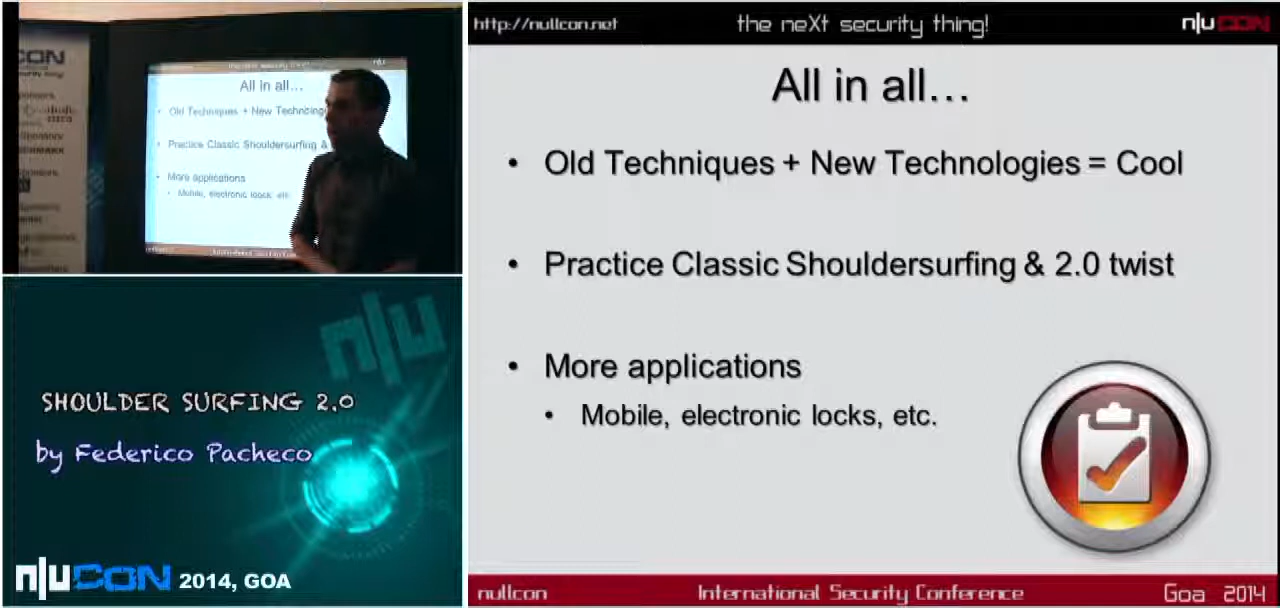 CON
All in all...
Old Techniques + New Technolog
Practice Classic Shouldersurfing &
More applications
Mobile, electronic locks, etc.
SHOULDER SURFING 2.0
by Federico Pacheco
n|u CON 2014, GOA
http://nullcon.net
the neXt security thing!
n|u CON
All in all...
• Old Techniques + New Technologies = Cool
• Practice Classic Shouldersurfing & 2.0 twist
• More applications
• Mobile, electronic locks, etc.
nullcon
International Security Conference
Goa 2014